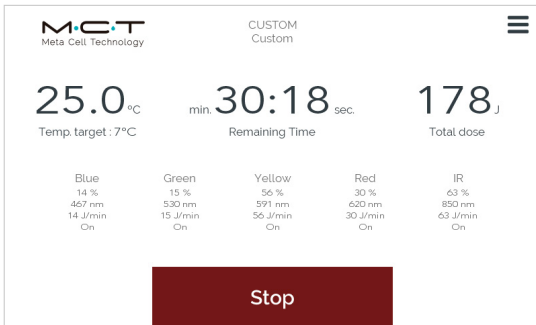 M·C·T
Meta Cell Technology
CUSTOM
Custom
25.0 °C
Temp. target : 7°C
min. 30:18 sec.
Remaining Time
178 J
Total dose
Blue
14 %
467 nm
14 J/min
On
Green
15 %
530 nm
15 J/min
On
Yellow
56 %
591 nm
56 J/min
On
Red
30 %
620 nm
30 J/min
On
IR
63 %
850 nm
63 J/min
On
Stop